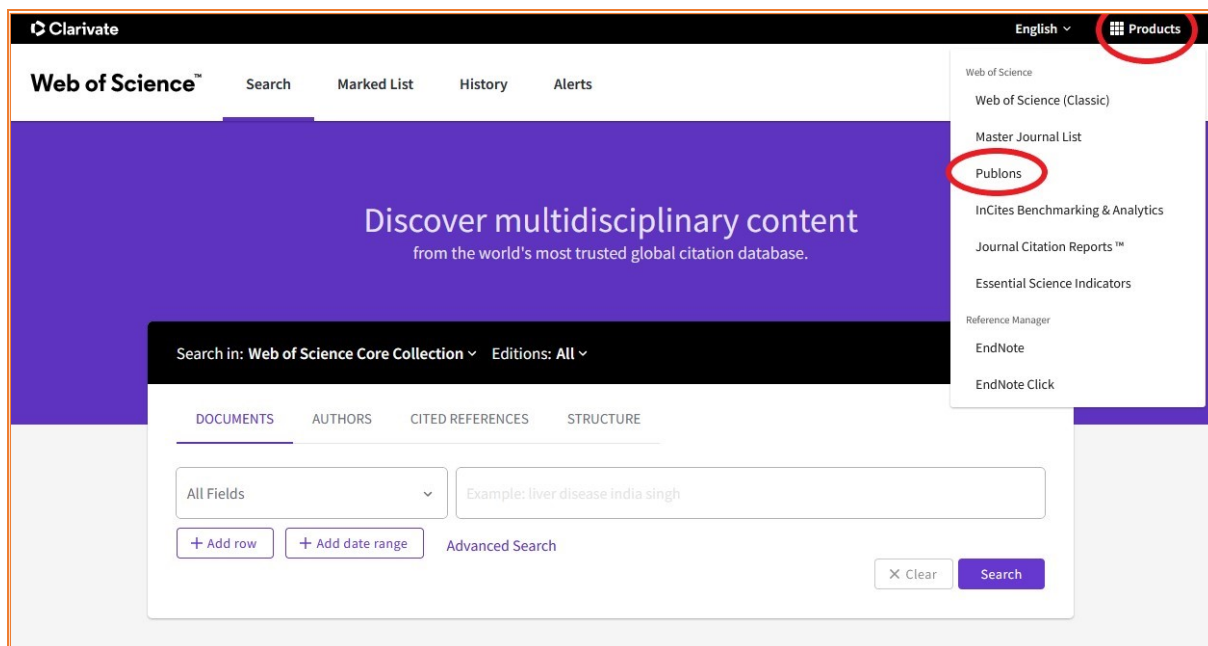 Clarivate
English
Products
Web of Science™
Search
Marked List
History
Alerts
Web of Science
Web of Science (Classic)
Master Journal List
Publons
InCites Benchmarking & Analytics
Journal Citation Reports ™
Essential Science Indicators
Reference Manager
EndNote
EndNote Click
Discover multidisciplinary content
from the world's most trusted global citation database.
Search in: Web of Science Core Collection Editions: All
DOCUMENTS
AUTHORS
CITED REFERENCES
STRUCTURE
All Fields
Example: liver disease india singh
+ Add row
+ Add date range
Advanced Search
× Clear
Search